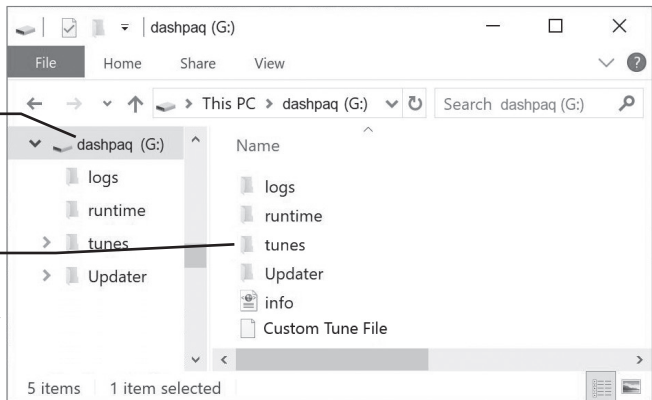 dashpaq (G:)
File Home Share View
This PC > dashpaq (G:) Search dashpaq (G:)
dashpaq (G:)
logs
runtime
tunes
Updater
Name
logs
runtime
tunes
Updater
info
Custom Tune File
5 items 1 item selected